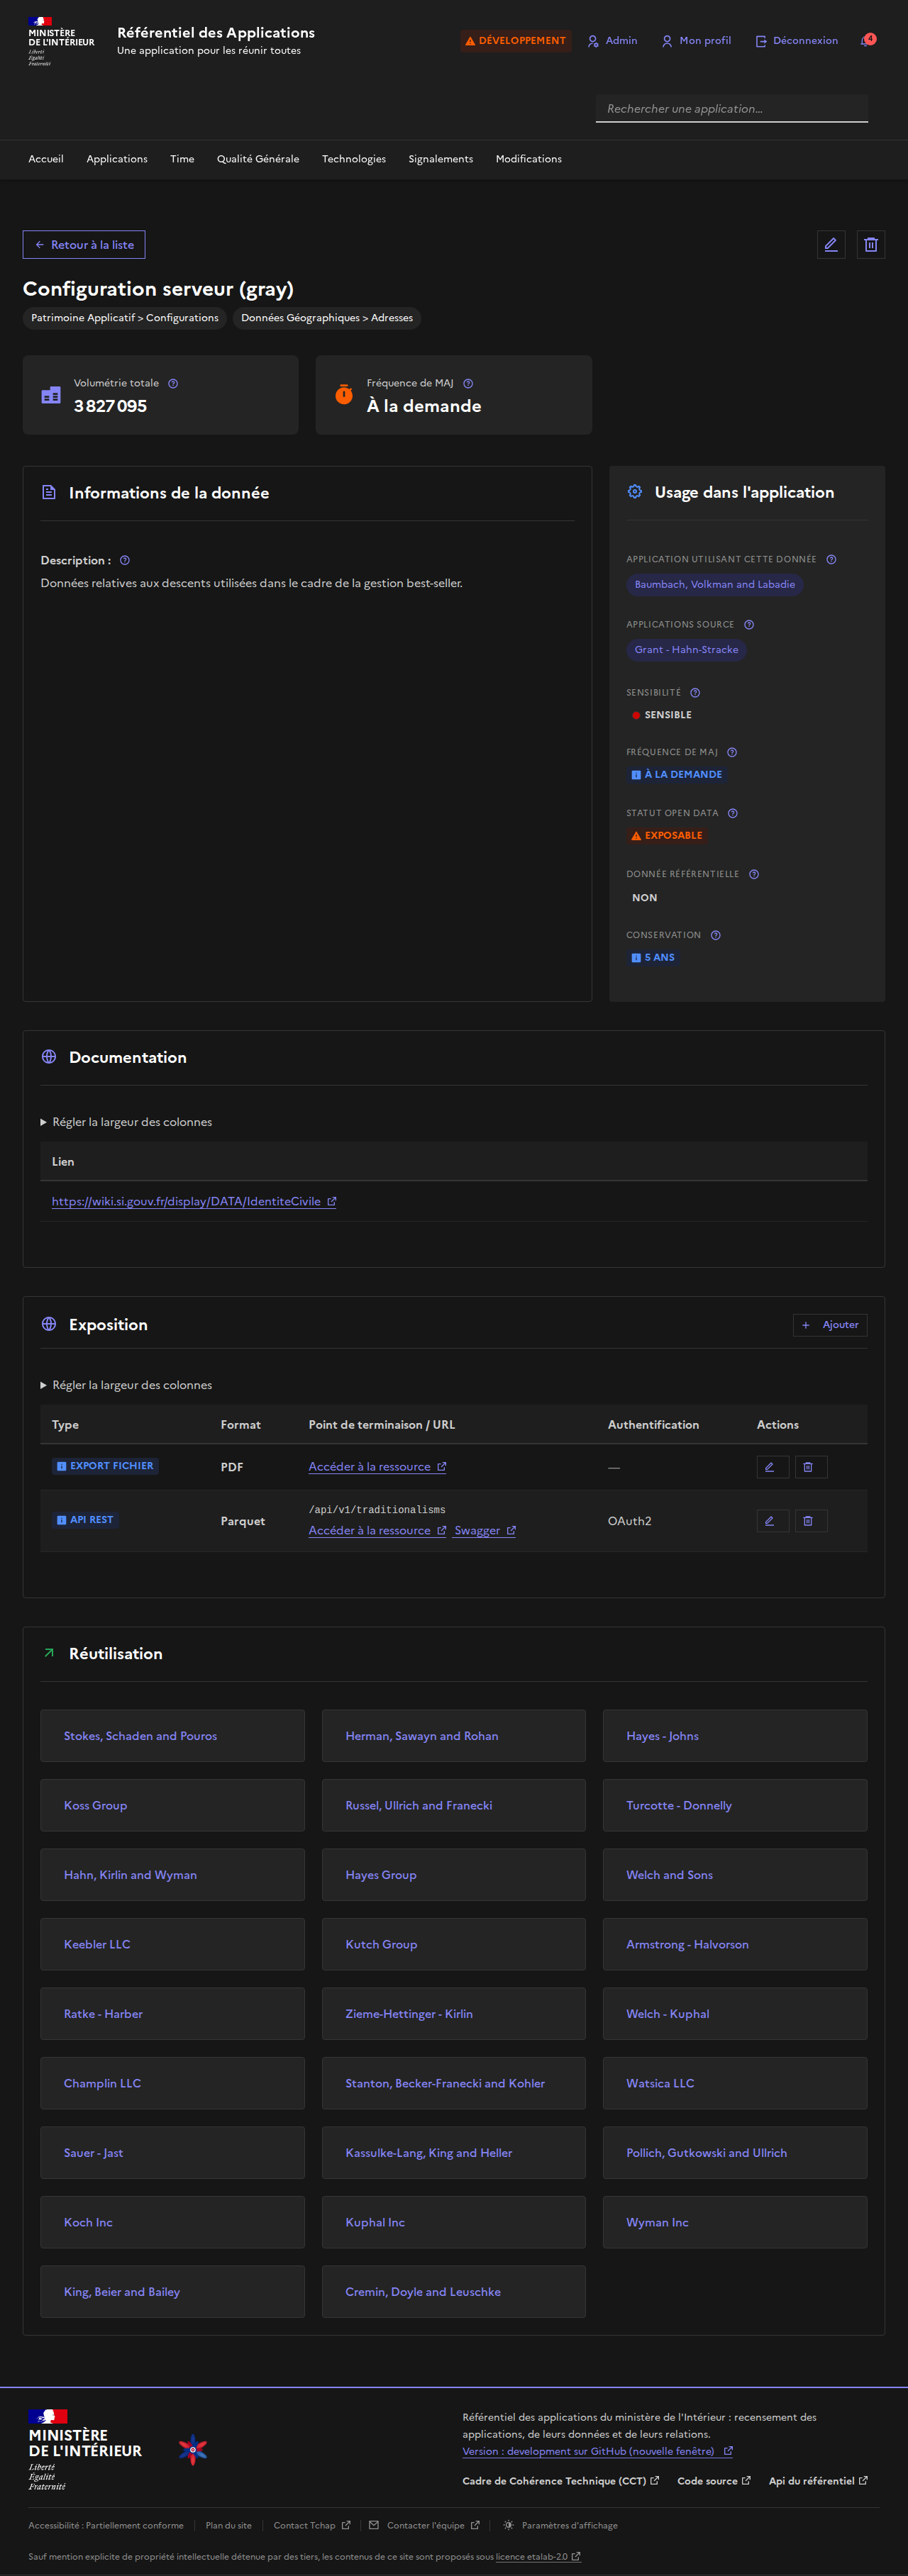 MINISTÈRE
DE L'INTÉRIEUR
Liberté
Égalité
Fraternité
Référentiel des Applications
Une application pour les réunir toutes
DÉVELOPPEMENT
Admin
Mon profil
Déconnexion
4
Rechercher une application...
Accueil
Applications
Time
Qualité Générale
Technologies
Signalements
Modifications
Retour à la liste
Configuration serveur (gray)
Patrimoine Applicatif > Configurations
Données Géographiques > Adresses
Volumétrie totale
3 827 095
Fréquence de MAJ
À la demande
Informations de la donnée
Description :
Données relatives aux descents utilisées dans le cadre de la gestion best-seller.
Usage dans l'application
APPLICATION UTILISANT CETTE DONNÉE
Baumbach, Volkman and Labadie
APPLICATIONS SOURCE
Grant - Hahn-Stracke
SENSIBILITÉ
SENSIBLE
FRÉQUENCE DE MAJ
À LA DEMANDE
STATUT OPEN DATA
EXPOSABLE
DONNÉE RÉFÉRENTIELLE
NON
CONSERVATION
5 ANS
Documentation
Régler la largeur des colonnes
Lien
https://wiki.si.gouv.fr/display/DATA/IdentiteCivile
Exposition
Ajouter
Régler la largeur des colonnes
Type Format Point de terminaison / URL Authentification Actions
EXPORT FICHIER PDF Accéder à la ressource —
API REST Parquet /api/v1/traditionalisms
Accéder à la ressource Swagger OAuth2
Réutilisation
Stokes, Schaden and Pouros
Herman, Sawayn and Rohan
Hayes - Johns
Koss Group
Russel, Ullrich and Franecki
Turcotte - Donnelly
Hahn, Kirlin and Wyman
Hayes Group
Welch and Sons
Keebler LLC
Kutch Group
Armstrong - Halvorson
Ratke - Harber
Zieme-Hettinger - Kirlin
Welch - Kuphal
Champlin LLC
Stanton, Becker-Franecki and Kohler
Watsica LLC
Sauer - Jast
Kassulke-Lang, King and Heller
Pollich, Gutkowski and Ullrich
Koch Inc
Kuphal Inc
Wyman Inc
King, Beier and Bailey
Cremin, Doyle and Leuschke
MINISTÈRE
DE L'INTÉRIEUR
Liberté
Égalité
Fraternité
Référentiel des applications du ministère de l'Intérieur : recensement des
applications, de leurs données et de leurs relations.
Version : development sur GitHub (nouvelle fenêtre)
Cadre de Cohérence Technique (CCT)
Code source
Api du référentiel
Accessibilité : Partiellement conforme
Plan du site
Contact Tchap
Contacter l'équipe
Paramètres d'affichage
Sauf mention explicite de propriété intellectuelle détenue par des tiers, les contenus de ce site sont proposés sous licence etalab-2.0